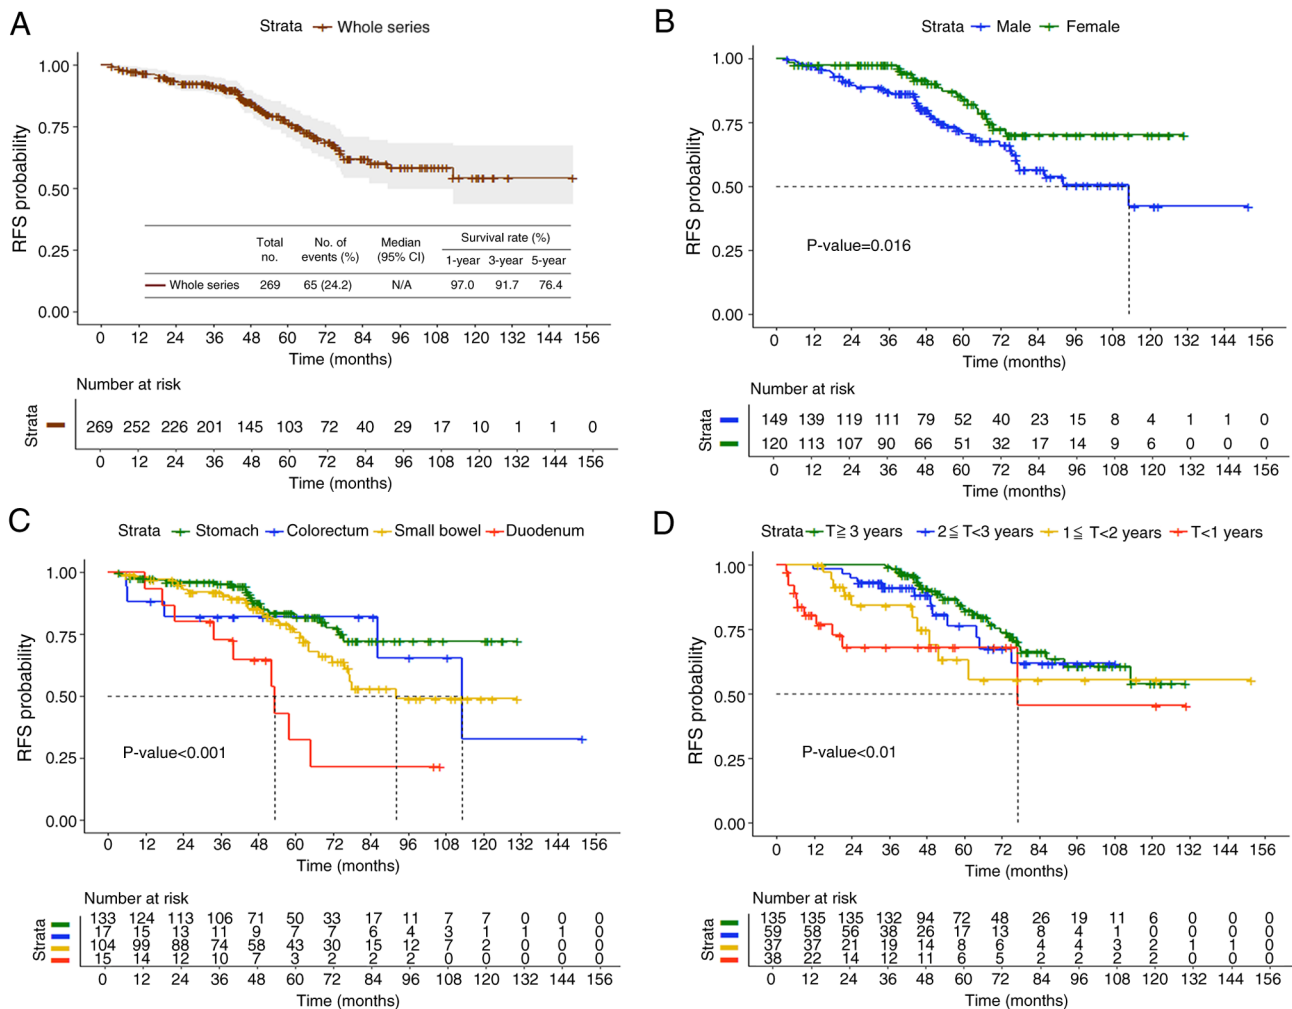 A
Strata Whole series
RFS probability
1.00
0.75
0.50
0.25
0.00
Total no. No. of events (%) Median (95% CI) Survival rate (%)
1-year 3-year 5-year
Whole series 269 65 (24.2) N/A 97.0 91.7 76.4
0 12 24 36 48 60 72 84 96 108 120 132 144 156
Time (months)
Number at risk
Strata
269 252 226 201 145 103 72 40 29 17 10 1 1 0
0 12 24 36 48 60 72 84 96 108 120 132 144 156
Time (months)
B
Strata Male Female
RFS probability
1.00
0.75
0.50
0.25
0.00
P-value=0.016
0 12 24 36 48 60 72 84 96 108 120 132 144 156
Time (months)
Number at risk
Strata
149 139 119 111 79 52 40 23 15 8 4 1 1 0
120 113 107 90 66 51 32 17 14 9 6 0 0 0
0 12 24 36 48 60 72 84 96 108 120 132 144 156
Time (months)
C
Strata Stomach Colorectum Small bowel Duodenum
RFS probability
1.00
0.75
0.50
0.25
0.00
P-value<0.001
0 12 24 36 48 60 72 84 96 108 120 132 144 156
Time (months)
Number at risk
Strata
133 124 113 106 71 50 33 17 11 7 7 0 0 0
17 15 13 11 9 7 7 6 4 3 1 1 1 0
104 99 88 74 58 43 30 15 12 7 2 0 0 0
15 14 12 10 7 3 2 2 2 0 0 0 0 0
0 12 24 36 48 60 72 84 96 108 120 132 144 156
Time (months)
D
Strata T≧ 3 years 2≦ T<3 years 1≦ T<2 years T<1 years
RFS probability
1.00
0.75
0.50
0.25
0.00
P-value<0.01
0 12 24 36 48 60 72 84 96 108 120 132 144 156
Time (months)
Number at risk
Strata
135 135 135 132 94 72 48 26 19 11 6 0 0 0
59 58 56 38 26 17 13 8 4 1 0 0 0 0
37 37 21 19 14 8 6 4 4 3 2 1 1 0
38 22 14 12 11 6 5 2 2 2 2 0 0 0
0 12 24 36 48 60 72 84 96 108 120 132 144 156
Time (months)